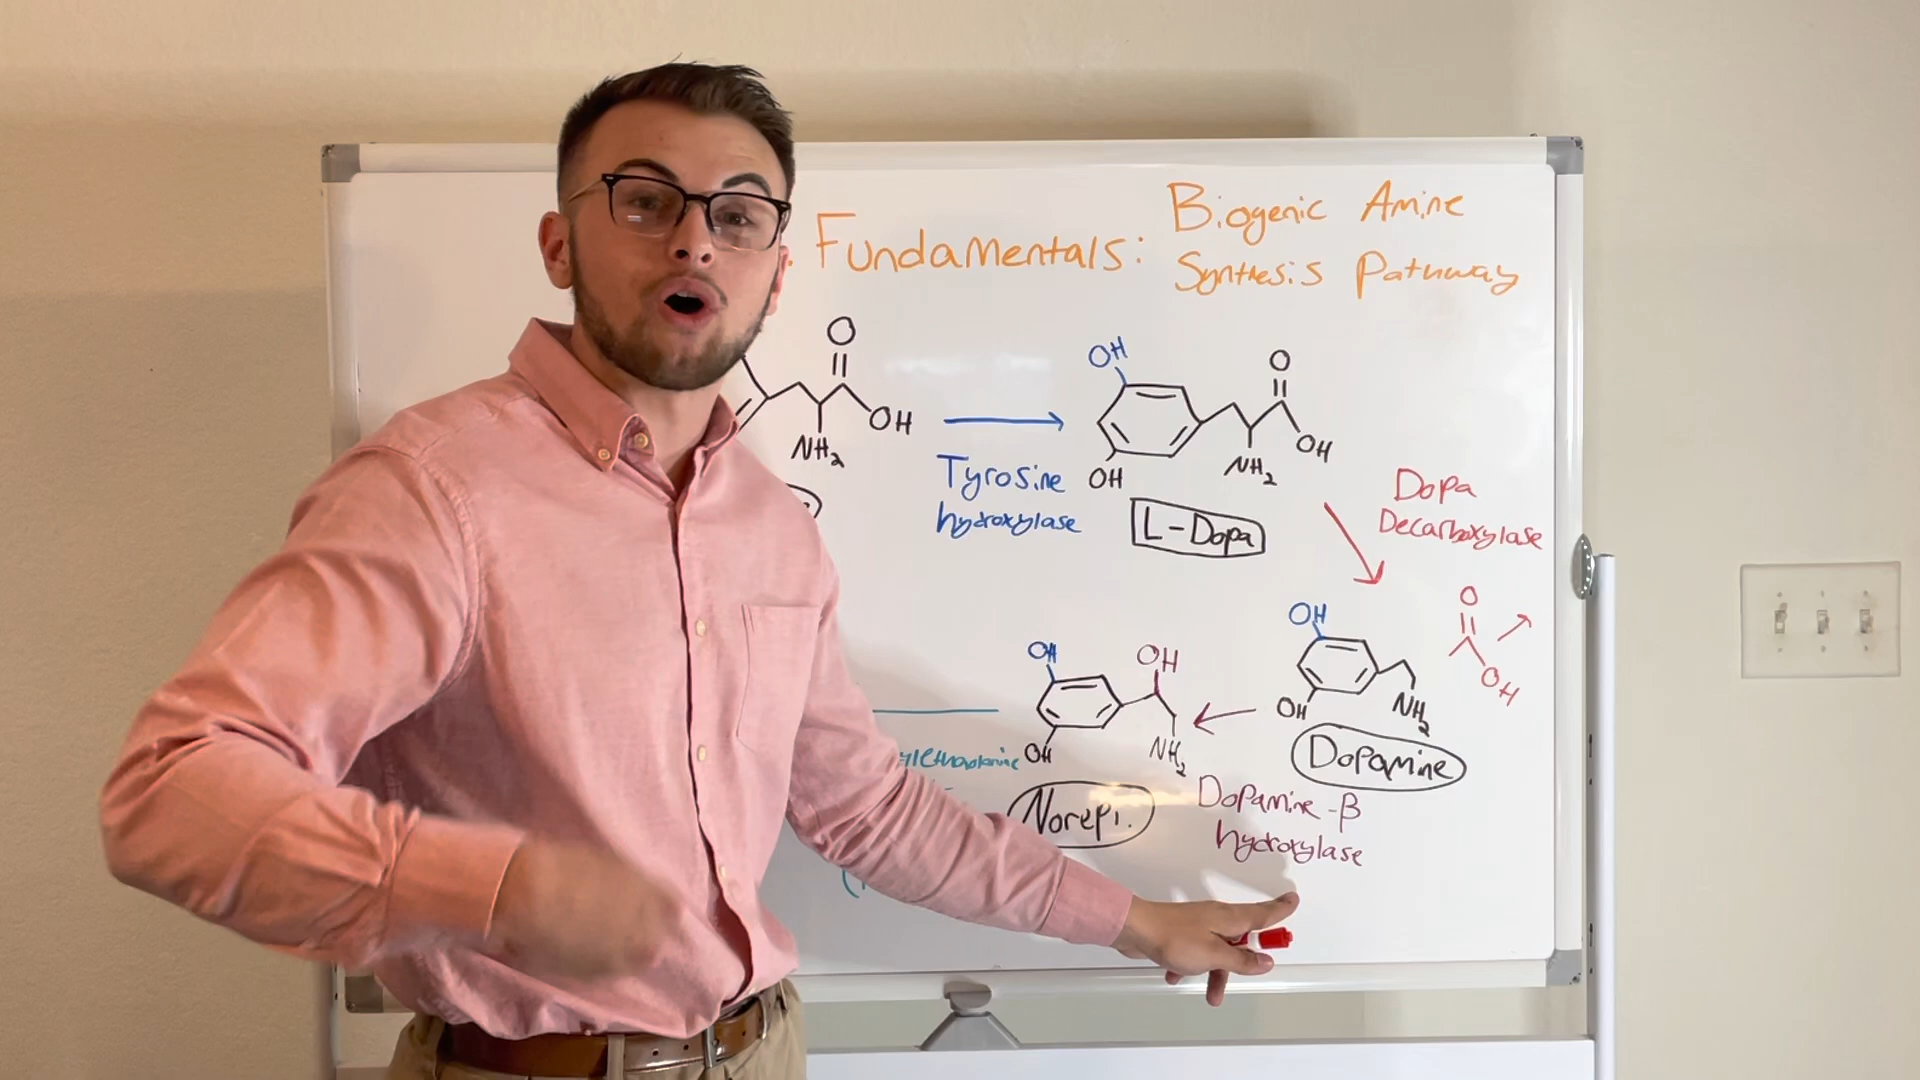 Fundamentals:
Biogenic Amine
Synthesis Pathway
O
OH
NH₂
Tyrosine
hydroxylase
OH
O
OH
NH₂
OH
L-Dopa
Dopa
Decarboxylase
O
OH
OH
OH
NH₂
Dopamine
Dopamine-β
hydroxylase
OH
OH
NH₂
OH
Norepi.